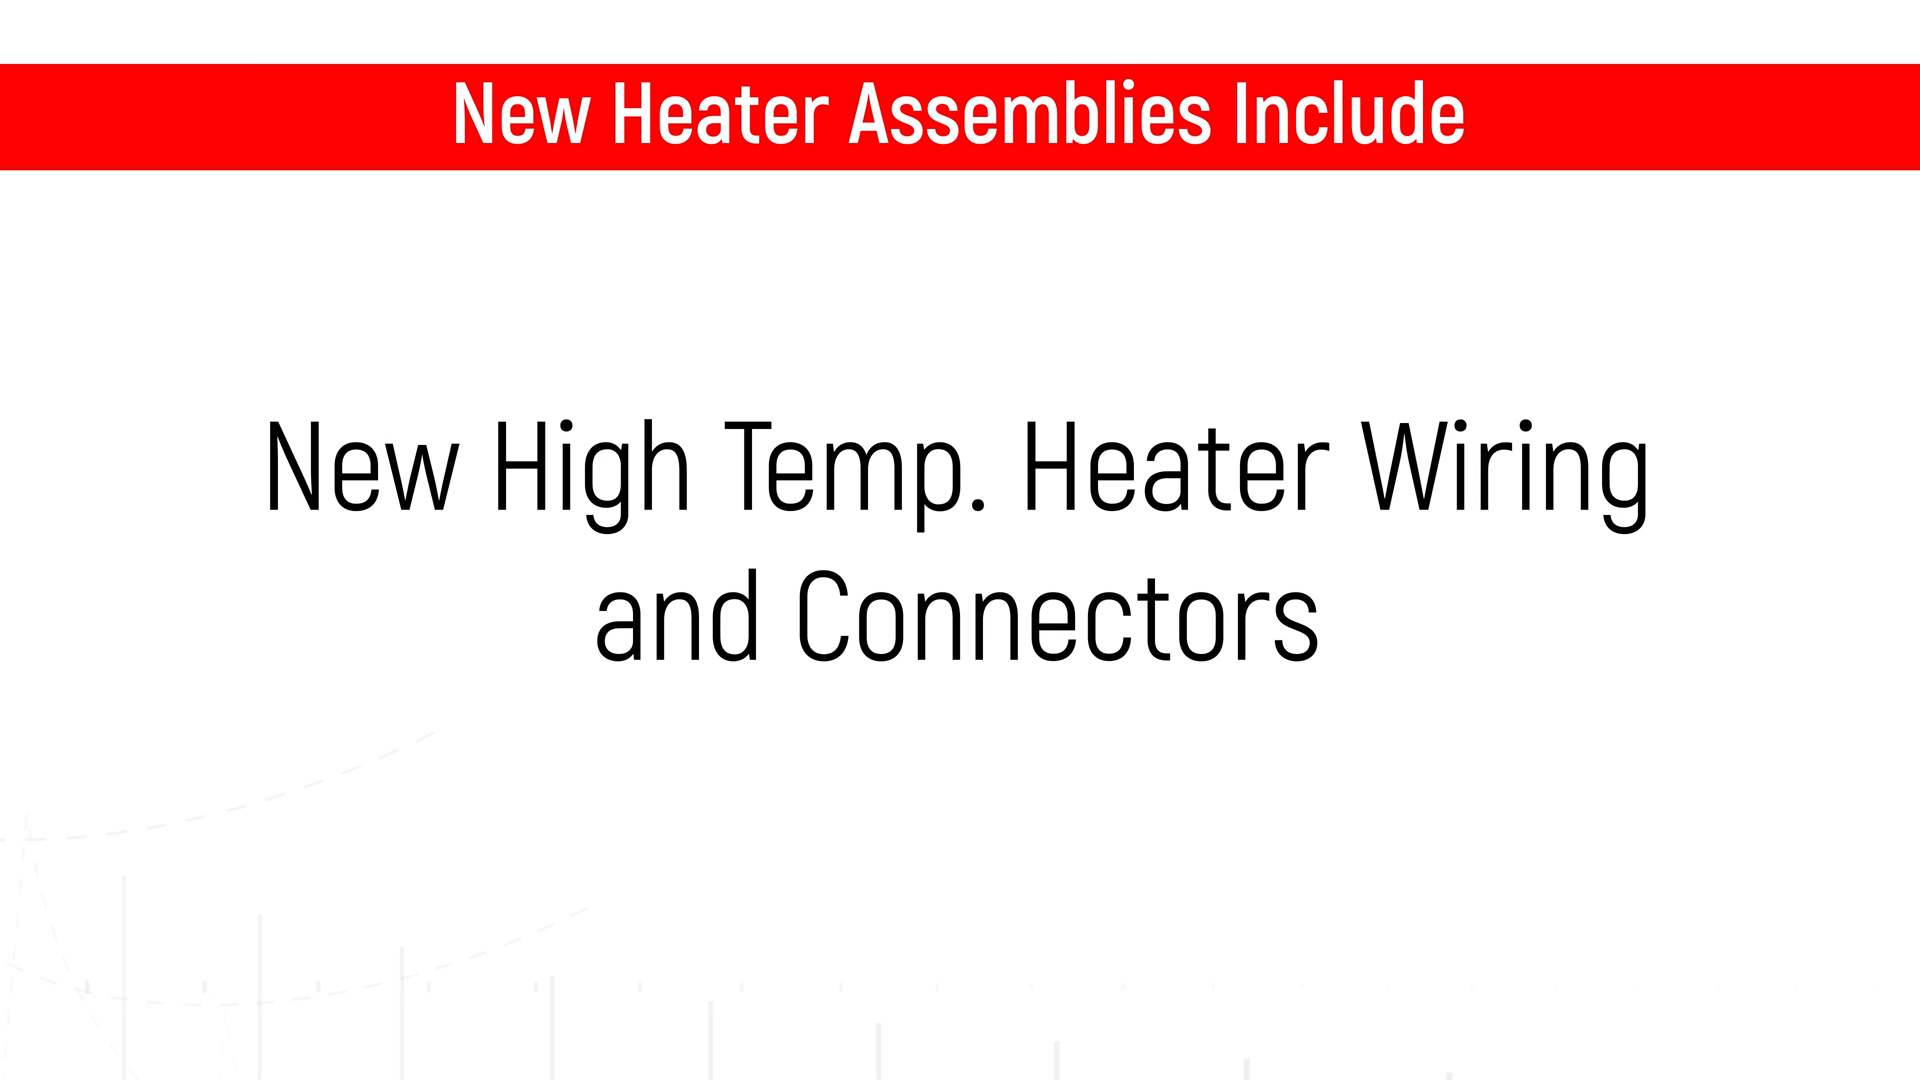 New Heater Assemblies Include
New High Temp. Heater Wiring
and Connectors